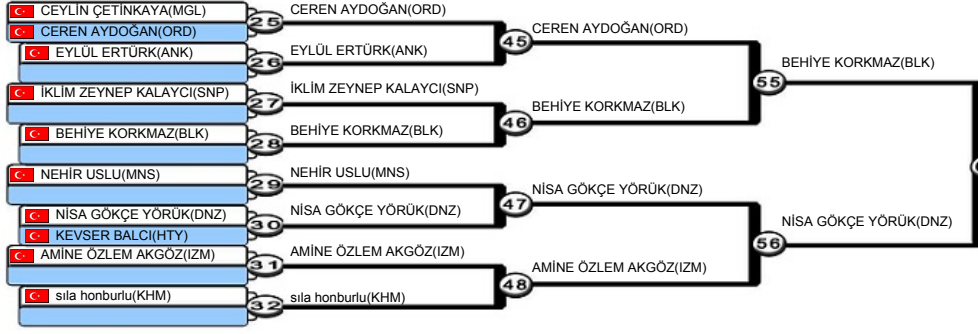 CEYLİN ÇETİNKAYA(MGL)
CEREN AYDOĞAN(ORD)
25
CEREN AYDOĞAN(ORD)
EYLÜL ERTÜRK(ANK)
26
EYLÜL ERTÜRK(ANK)
45
CEREN AYDOĞAN(ORD)
İKLİM ZEYNEP KALAYCI(SNP)
27
İKLİM ZEYNEP KALAYCI(SNP)
BEHİYE KORKMAZ(BLK)
28
BEHİYE KORKMAZ(BLK)
46
BEHİYE KORKMAZ(BLK)
55
BEHİYE KORKMAZ(BLK)
NEHİR USLU(MNS)
29
NEHİR USLU(MNS)
NİSA GÖKÇE YÖRÜK(DNZ)
KEVSER BALCI(HTY)
30
NİSA GÖKÇE YÖRÜK(DNZ)
47
NİSA GÖKÇE YÖRÜK(DNZ)
AMİNE ÖZLEM AKGÖZ(IZM)
31
AMİNE ÖZLEM AKGÖZ(IZM)
sıla honburlu(KHM)
32
sıla honburlu(KHM)
48
AMİNE ÖZLEM AKGÖZ(IZM)
56
NİSA GÖKÇE YÖRÜK(DNZ)